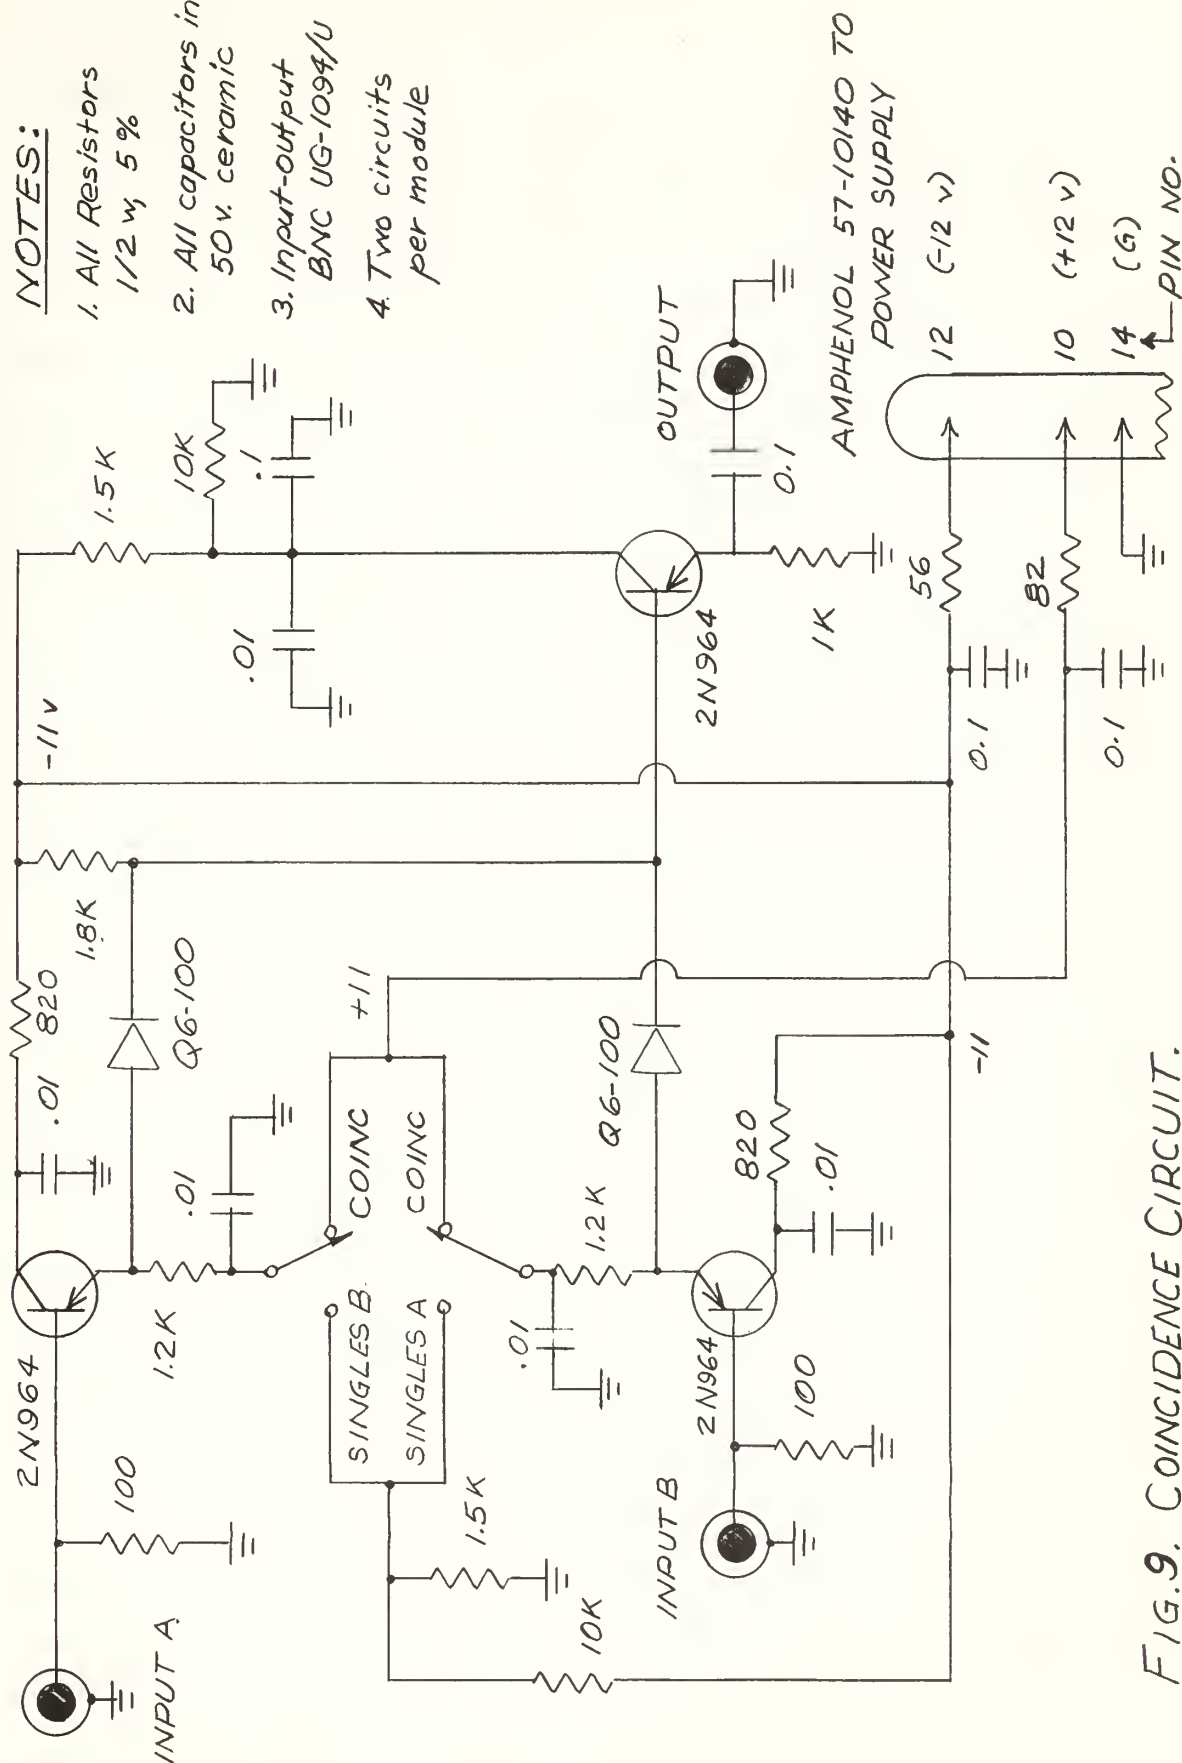 NOTES:
1. All Resistors
1/2 w, 5%
2. All capacitors in
50 v. ceramic
3. Input-output
BNC UG-1094/U
4. Two circuits
per module
INPUT A
100
2N964
.01
820
1.8K
-11 v
1.5K
10K
.1
.01
1.2K
.01
Q6-100
SINGLES B
COINC
SINGLES A
COINC
+11
1.5K
10K
.01
1.2K
Q6-100
2N964
1K
0.1
OUTPUT
INPUT B
100
2N964
820
.01
-11
0.1
56
0.1
82
AMPHENOL 57-10140 TO
POWER SUPPLY
12 (-12 v)
10 (+12 v)
14 (G)
PIN NO.
FIG. 9. COINCIDENCE CIRCUIT.